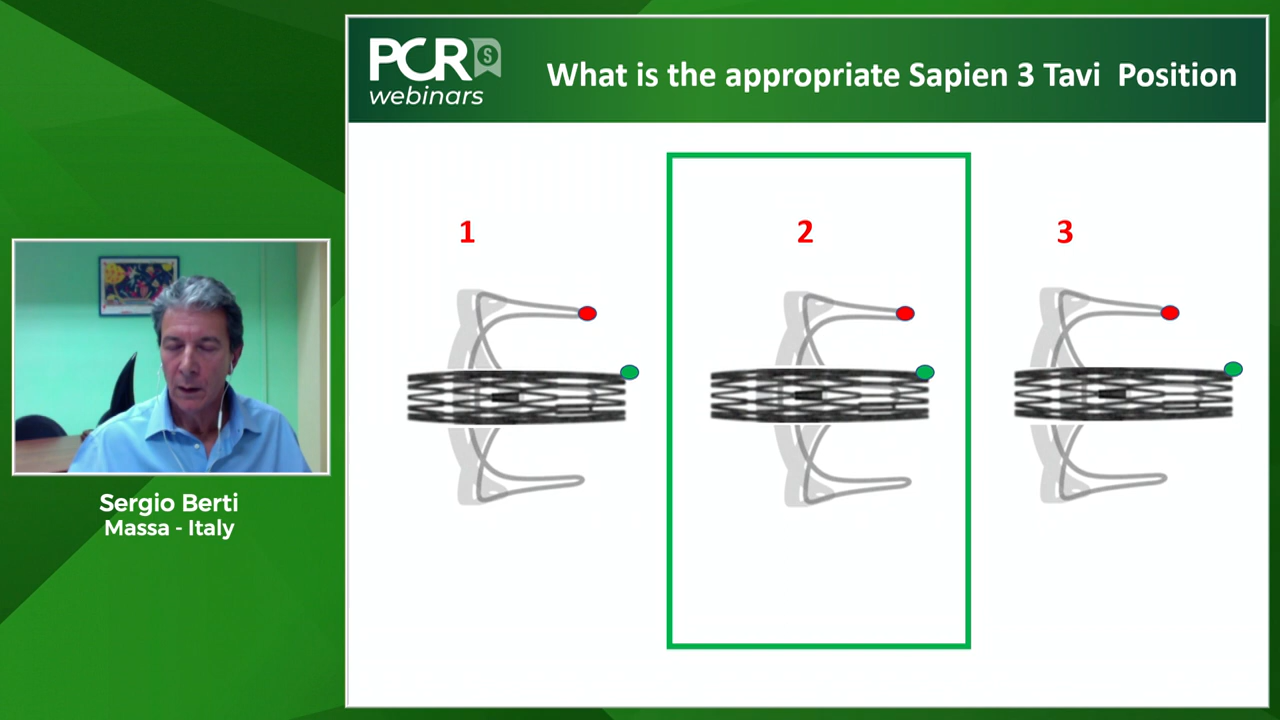 PCR S
webinars
What is the appropriate Sapien 3 Tavi Position
1
2
3
Sergio Berti
Massa - Italy